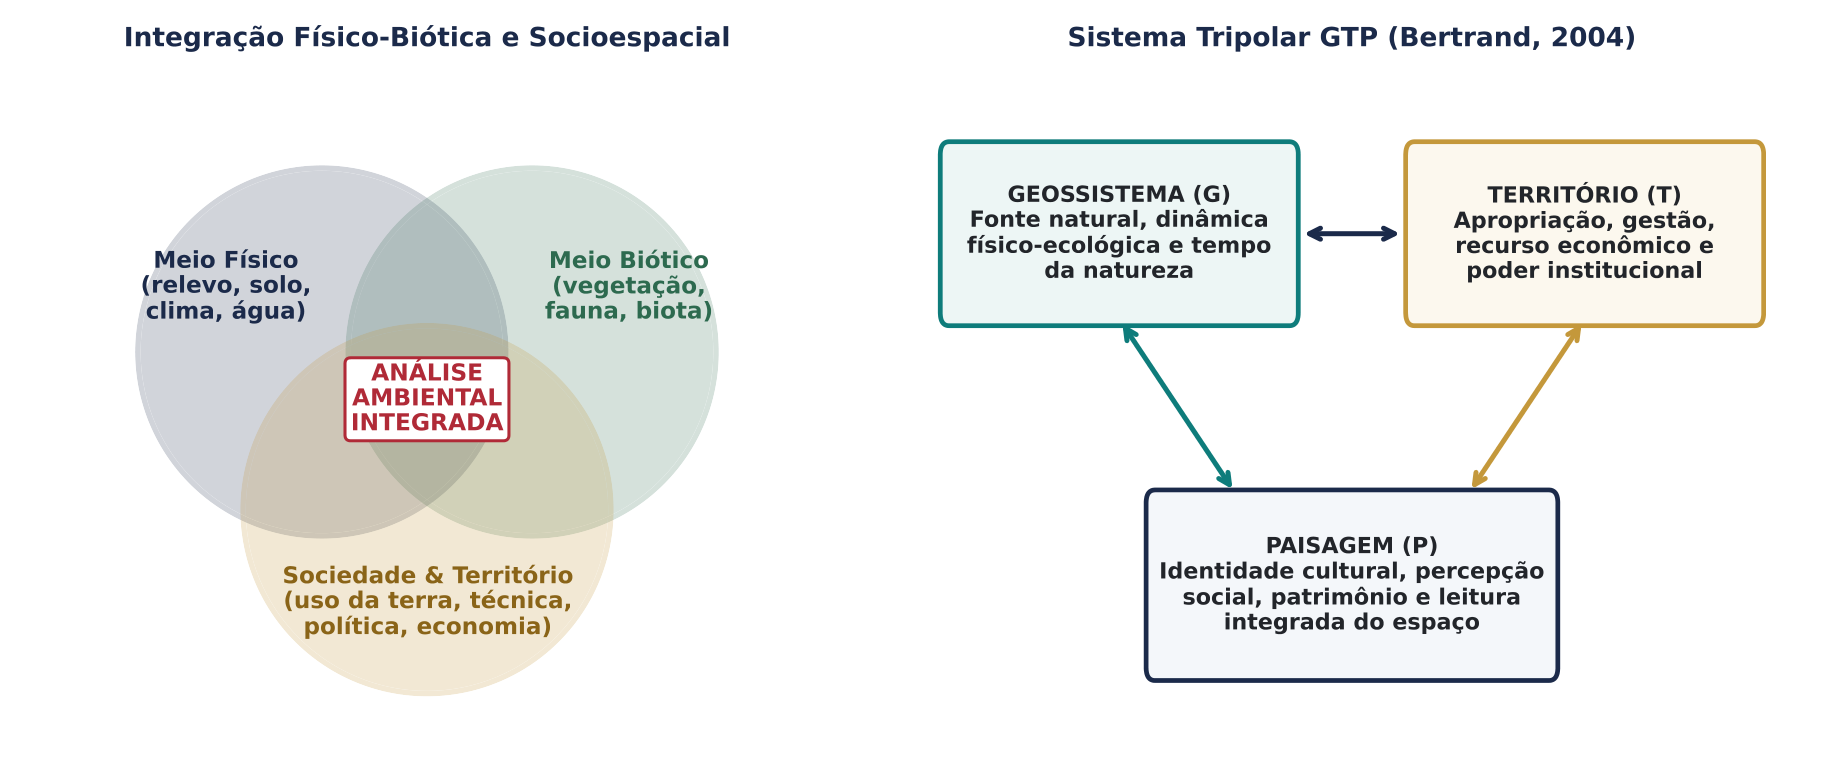 Integração Físico-Biótica e Socioespacial
Meio Físico
(relevo, solo,
clima, água)
Meio Biótico
(vegetação,
fauna, biota)
ANÁLISE
AMBIENTAL
INTEGRADA
Sociedade & Território
(uso da terra, técnica,
política, economia)
Sistema Tripolar GTP (Bertrand, 2004)
GEOSSISTEMA (G)
Fonte natural, dinâmica
físico-ecológica e tempo
da natureza
TERRITÓRIO (T)
Apropriação, gestão,
recurso econômico e
poder institucional
PAISAGEM (P)
Identidade cultural, percepção
social, patrimônio e leitura
integrada do espaço